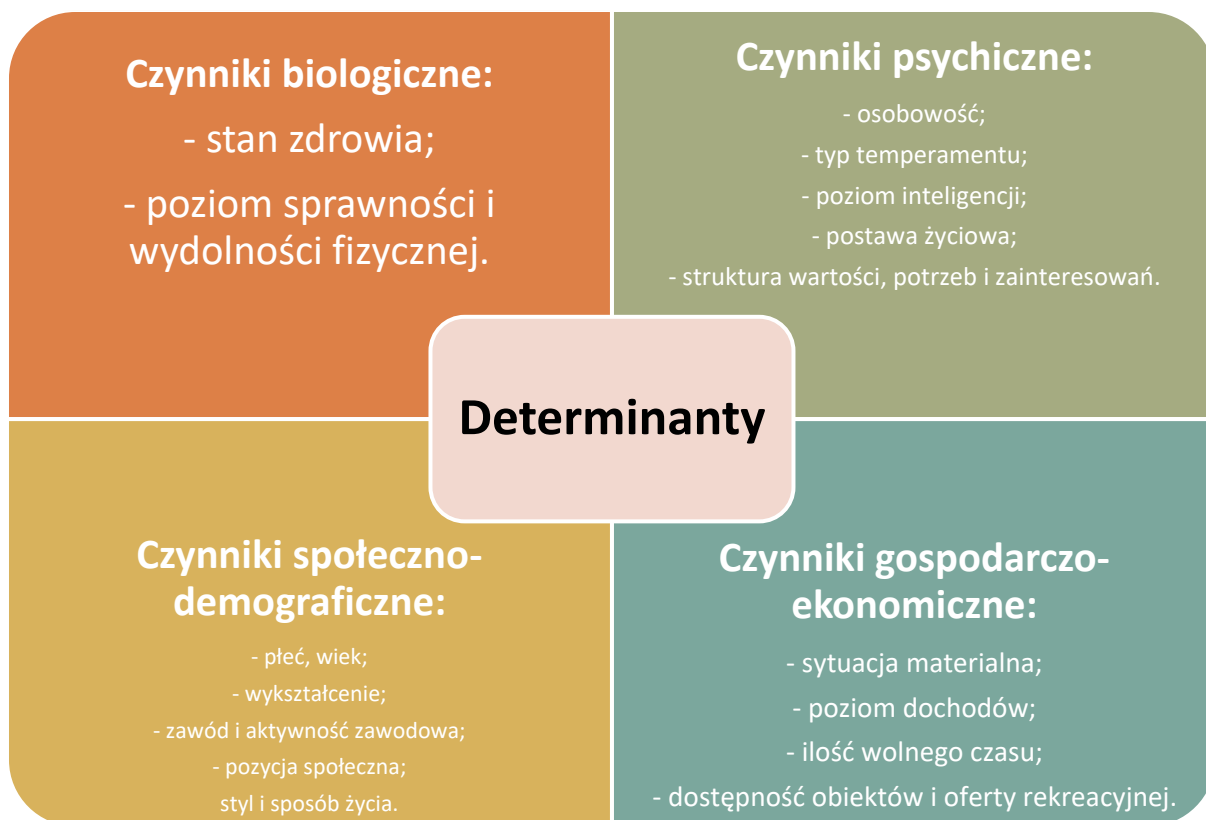 Czynniki biologiczne:
- stan zdrowia;
- poziom sprawności i
wydolności fizycznej.
Czynniki psychiczne:
- osobowość;
- typ temperamentu;
- poziom inteligencji;
- postawa życiowa;
- struktura wartości, potrzeb i zainteresowań.
Determinanty
Czynniki społeczno-
demograficzne:
- płeć, wiek;
- wykształcenie;
- zawód i aktywność zawodowa;
- pozycja społeczna;
styl i sposób życia.
Czynniki gospodarczo-
ekonomiczne:
- sytuacja materialna;
- poziom dochodów;
- ilość wolnego czasu;
- dostępność obiektów i oferty rekreacyjnej.